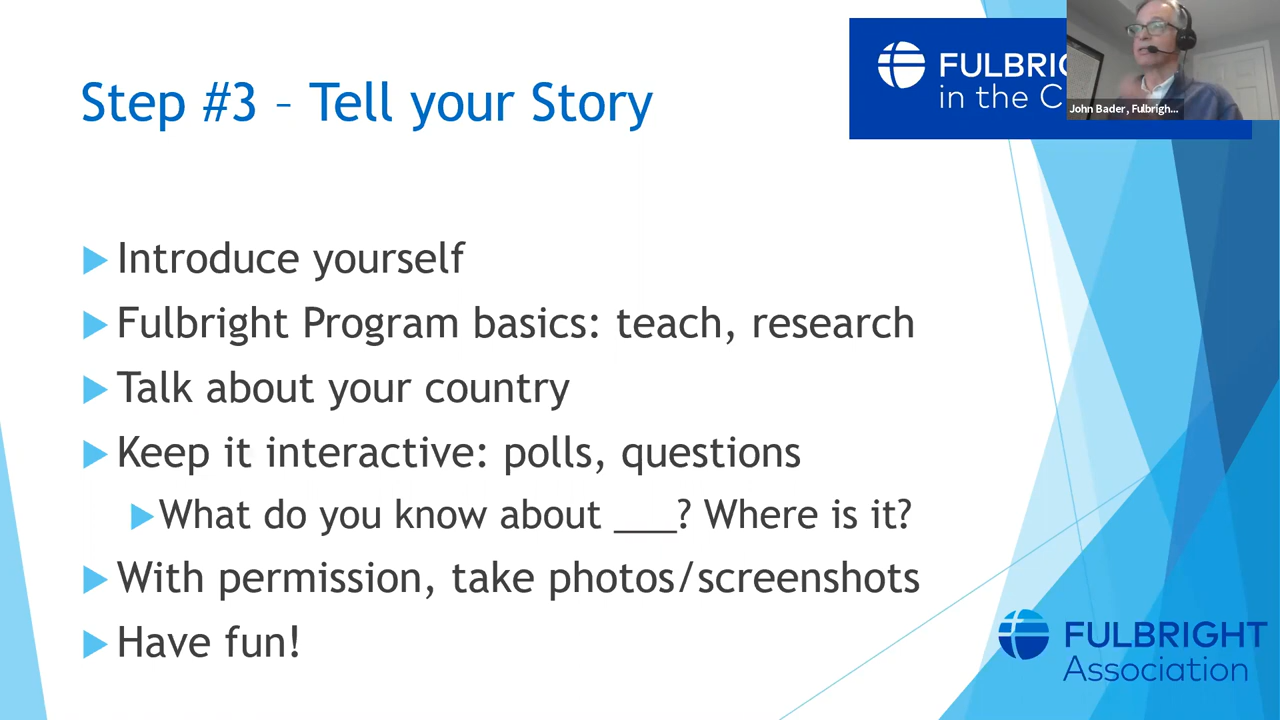 Step #3 – Tell your Story
FULBRIG
in the C
John Bader, Fulbrigh...
Introduce yourself
Fulbright Program basics: teach, research
Talk about your country
Keep it interactive: polls, questions
What do you know about ___? Where is it?
With permission, take photos/screenshots
Have fun!
FULBRIGHT
Association